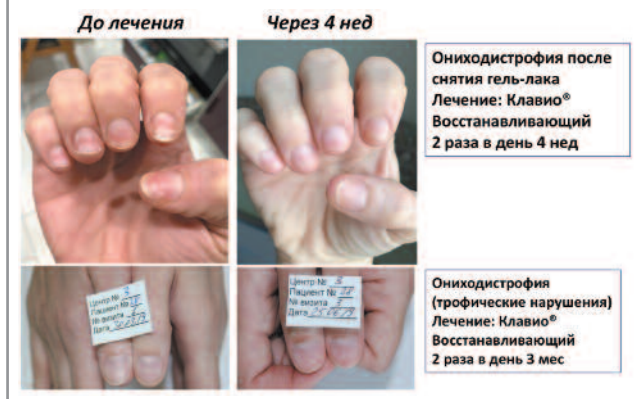 До лечения
Через 4 нед
Ониходистрофия после
снятия гель-лака
Лечение: Клавио®
Восстанавливающий
2 раза в день 4 нед
Центр №
Пациент №
№ визита
Дата
Центр № 3
Пациент №
№ визита
Дата
Ониходистрофия
(трофические нарушения)
Лечение: Клавио®
Восстанавливающий
2 раза в день 3 мес